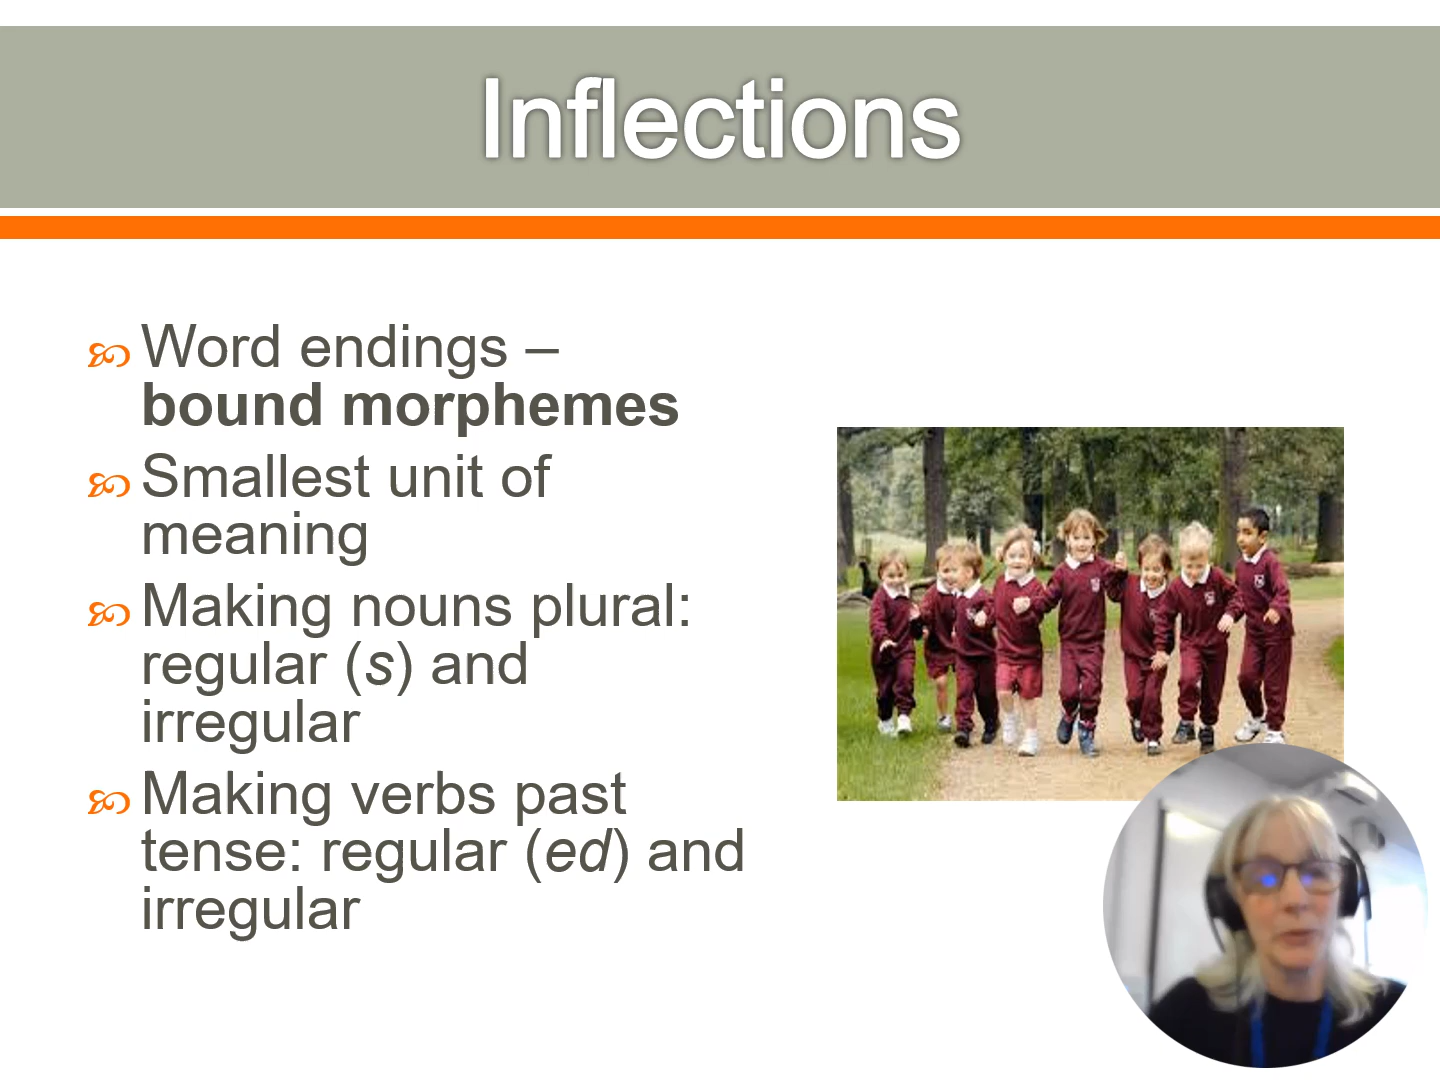 Inflections
Word endings –
bound morphemes
Smallest unit of
meaning
Making nouns plural:
regular (s) and
irregular
Making verbs past
tense: regular (ed) and
irregular